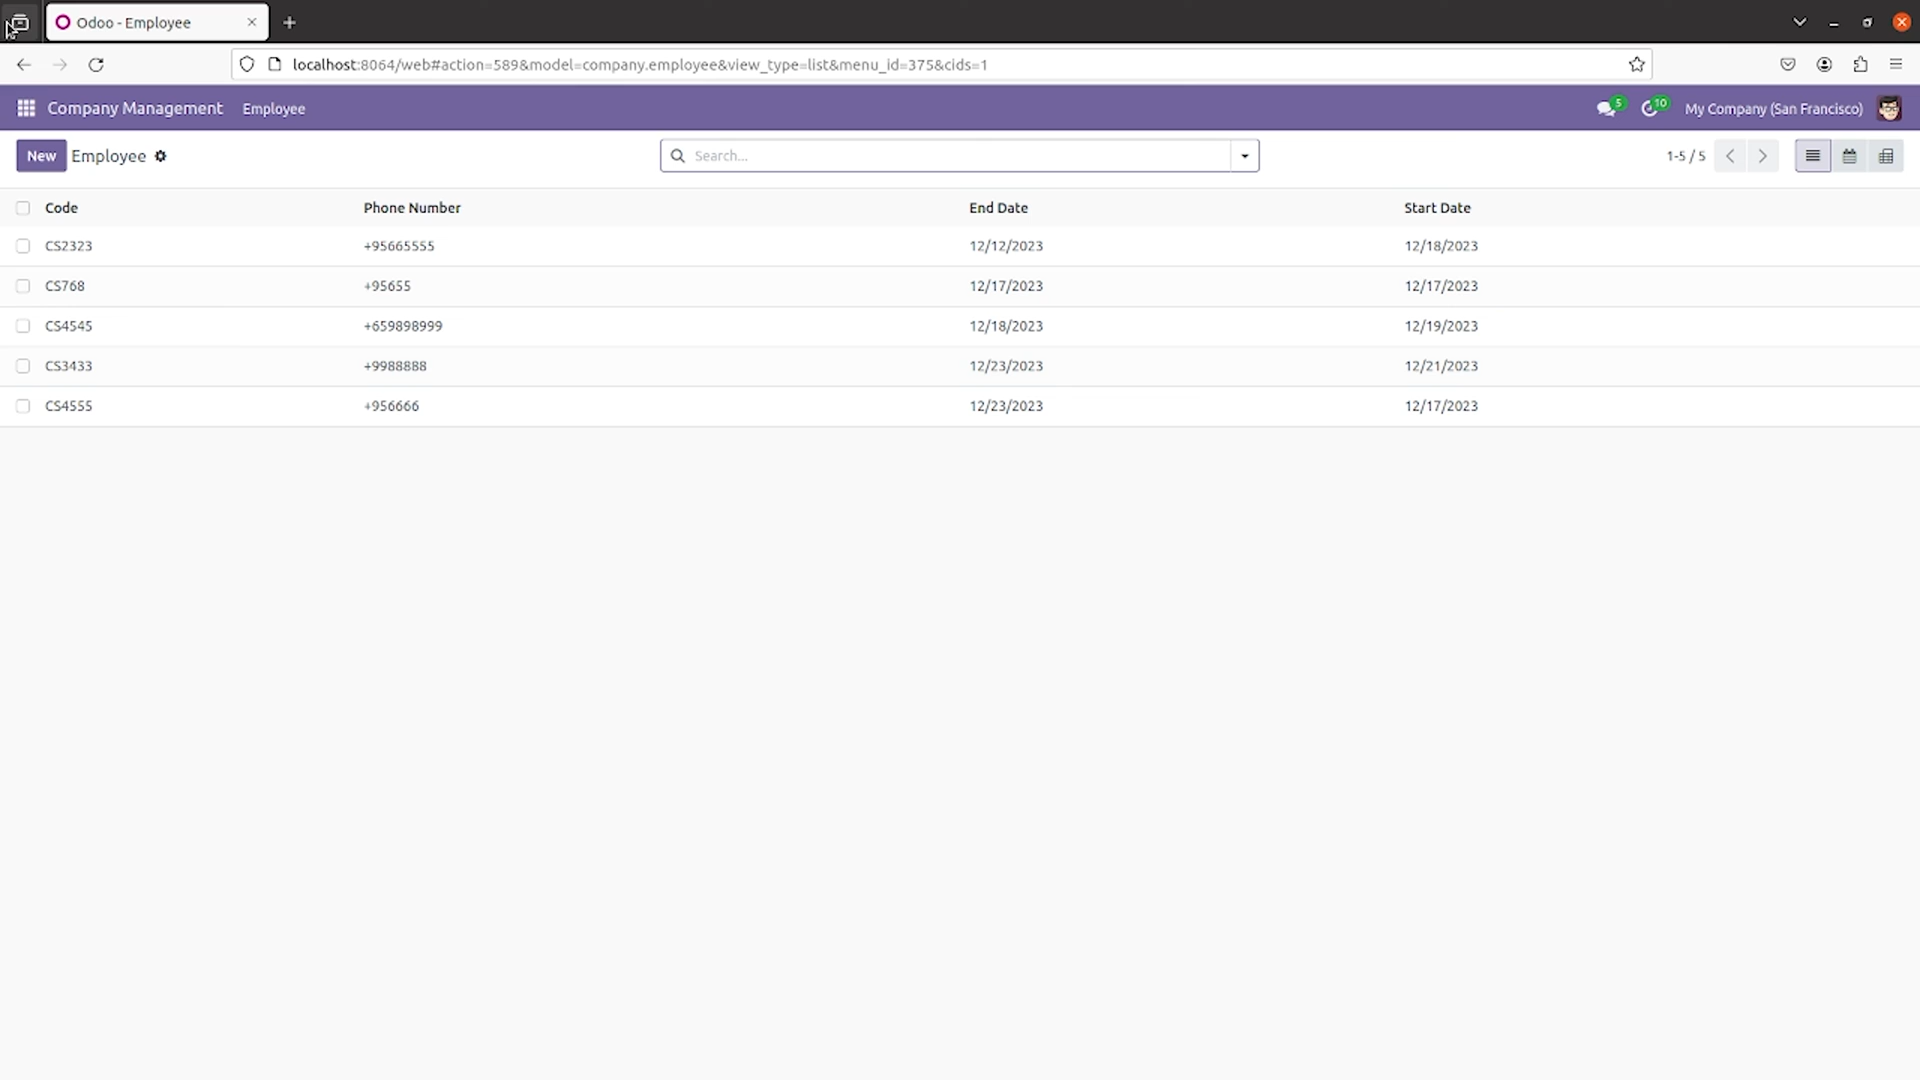 Odoo - Employee
localhost:8064/web#action=589&model=company.employee&view_type=list&menu_id=375&cids=1
Company Management Employee 5 10 My Company (San Francisco)
New Employee Search... 1-5 / 5
Code Phone Number End Date Start Date
CS2323 +95665555 12/12/2023 12/18/2023
CS768 +95655 12/17/2023 12/17/2023
CS4545 +659898999 12/18/2023 12/19/2023
CS3433 +9988888 12/23/2023 12/21/2023
CS4555 +956666 12/23/2023 12/17/2023